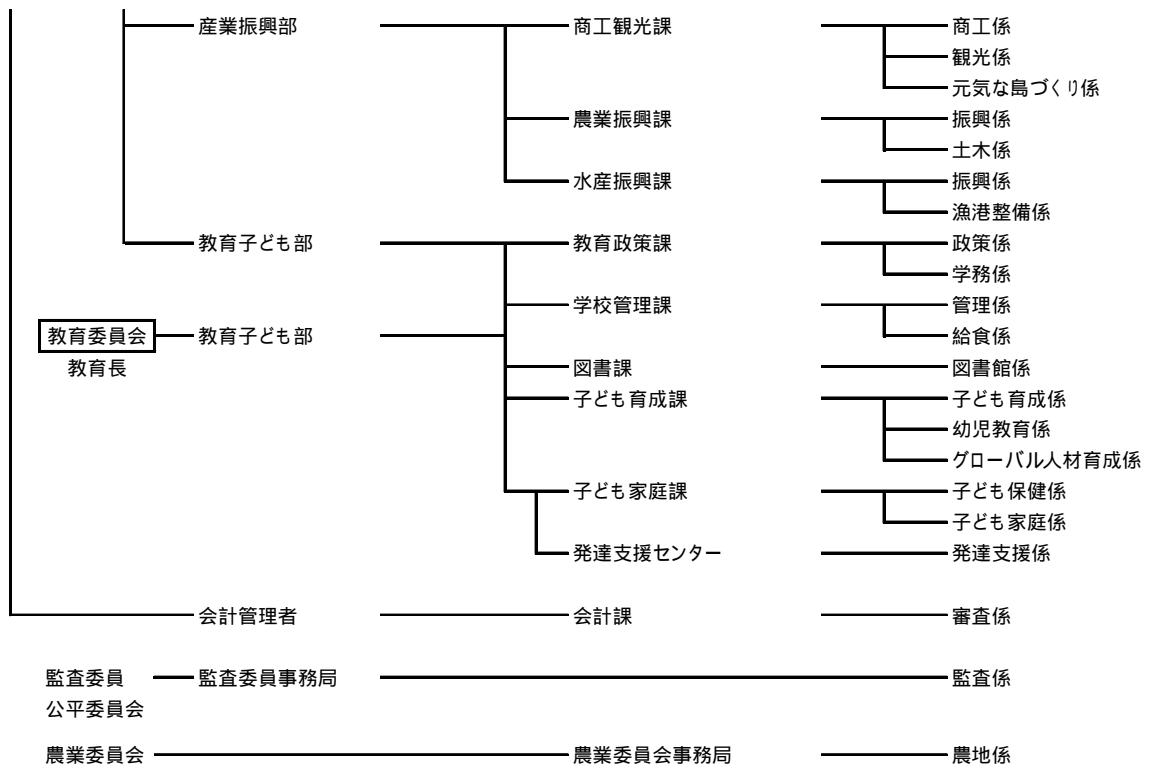 産業振興部 商工観光課 商工係
観光係
元気な島づくり係
農業振興課 振興係
土木係
水産振興課 振興係
漁港整備係
教育子ども部 教育政策課 政策係
学務係
学校管理課 管理係
教育委員会 教育子ども部 給食係
教育長 図書課 図書館係
子ども育成課 子ども育成係
幼児教育係
グローバル人材育成係
子ども家庭課 子ども保健係
子ども家庭係
発達支援センター 発達支援係
会計管理者 会計課 審査係
監査委員 監査委員事務局 監査係
公平委員会
農業委員会 農業委員会事務局 農地係